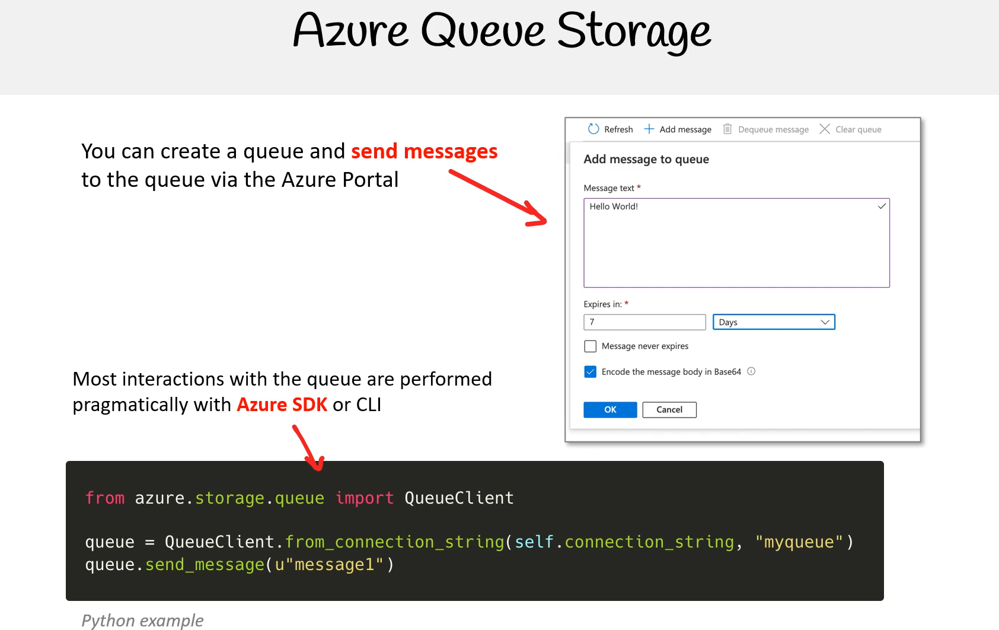 Azure Queue Storage
You can create a queue and send messages
to the queue via the Azure Portal
Refresh Add message Dequeue message Clear queue
Add message to queue
Message text *
Hello World!
Expires in: *
7 Days
Message never expires
Encode the message body in Base64
OK Cancel
Most interactions with the queue are performed
pragmatically with Azure SDK or CLI
from azure.storage.queue import QueueClient
queue = QueueClient.from_connection_string(self.connection_string, "myqueue")
queue.send_message(u"message1")
Python example